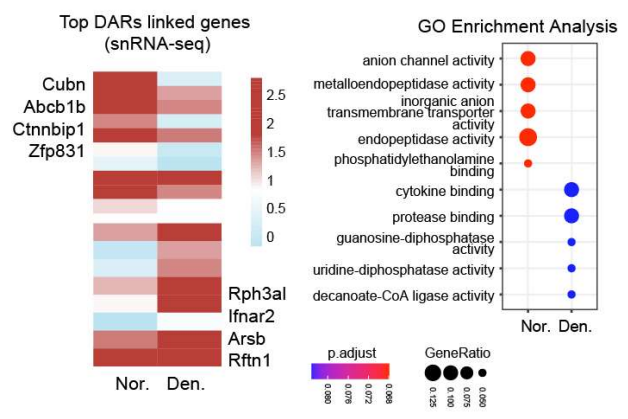 Top DARs linked genes
(snRNA-seq)
Cubn
Abcb1b
Ctnnbip1
Zfp831
Rph3al
Ifnar2
Arsb
Rftn1
2.5
2
1.5
1
0.5
0
Nor. Den.
GO Enrichment Analysis
anion channel activity
metalloendopeptidase activity
inorganic anion
transmembrane transporter
activity
endopeptidase activity
phosphatidylethanolamine
binding
cytokine binding
protease binding
guanosine-diphosphatase
activity
uridine-diphosphatase activity
decanoate-CoA ligase activity
Nor. Den.
p.adjust
0.080
0.076
0.072
0.068
GeneRatio
0.125
0.100
0.075
0.050